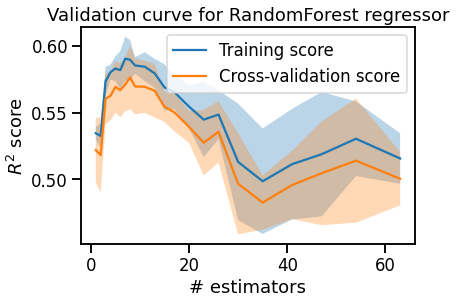 Validation curve for RandomForest regressor
Training score
Cross-validation score
R² score
0.60
0.55
0.50
0
20
40
60
# estimators